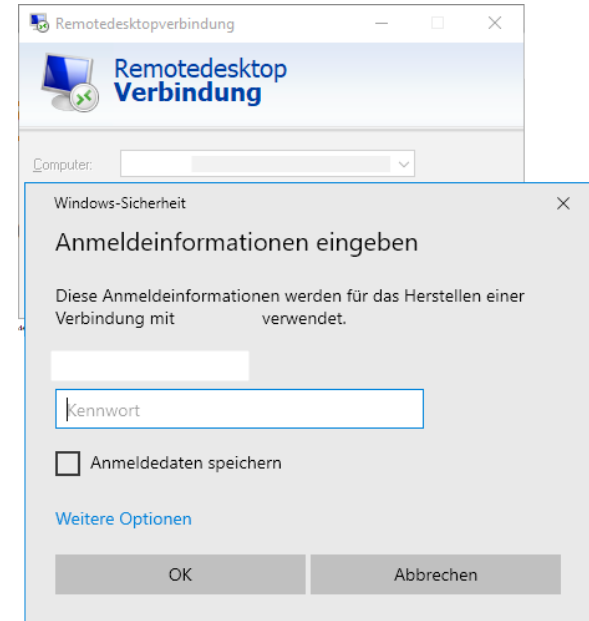 Remotedesktopverbindung
Remotedesktop
Verbindung
Computer:
Windows-Sicherheit
Anmeldeinformationen eingeben
Diese Anmeldeinformationen werden für das Herstellen einer
Verbindung mit verwendet.
Kennwort
Anmeldedaten speichern
Weitere Optionen
OK Abbrechen